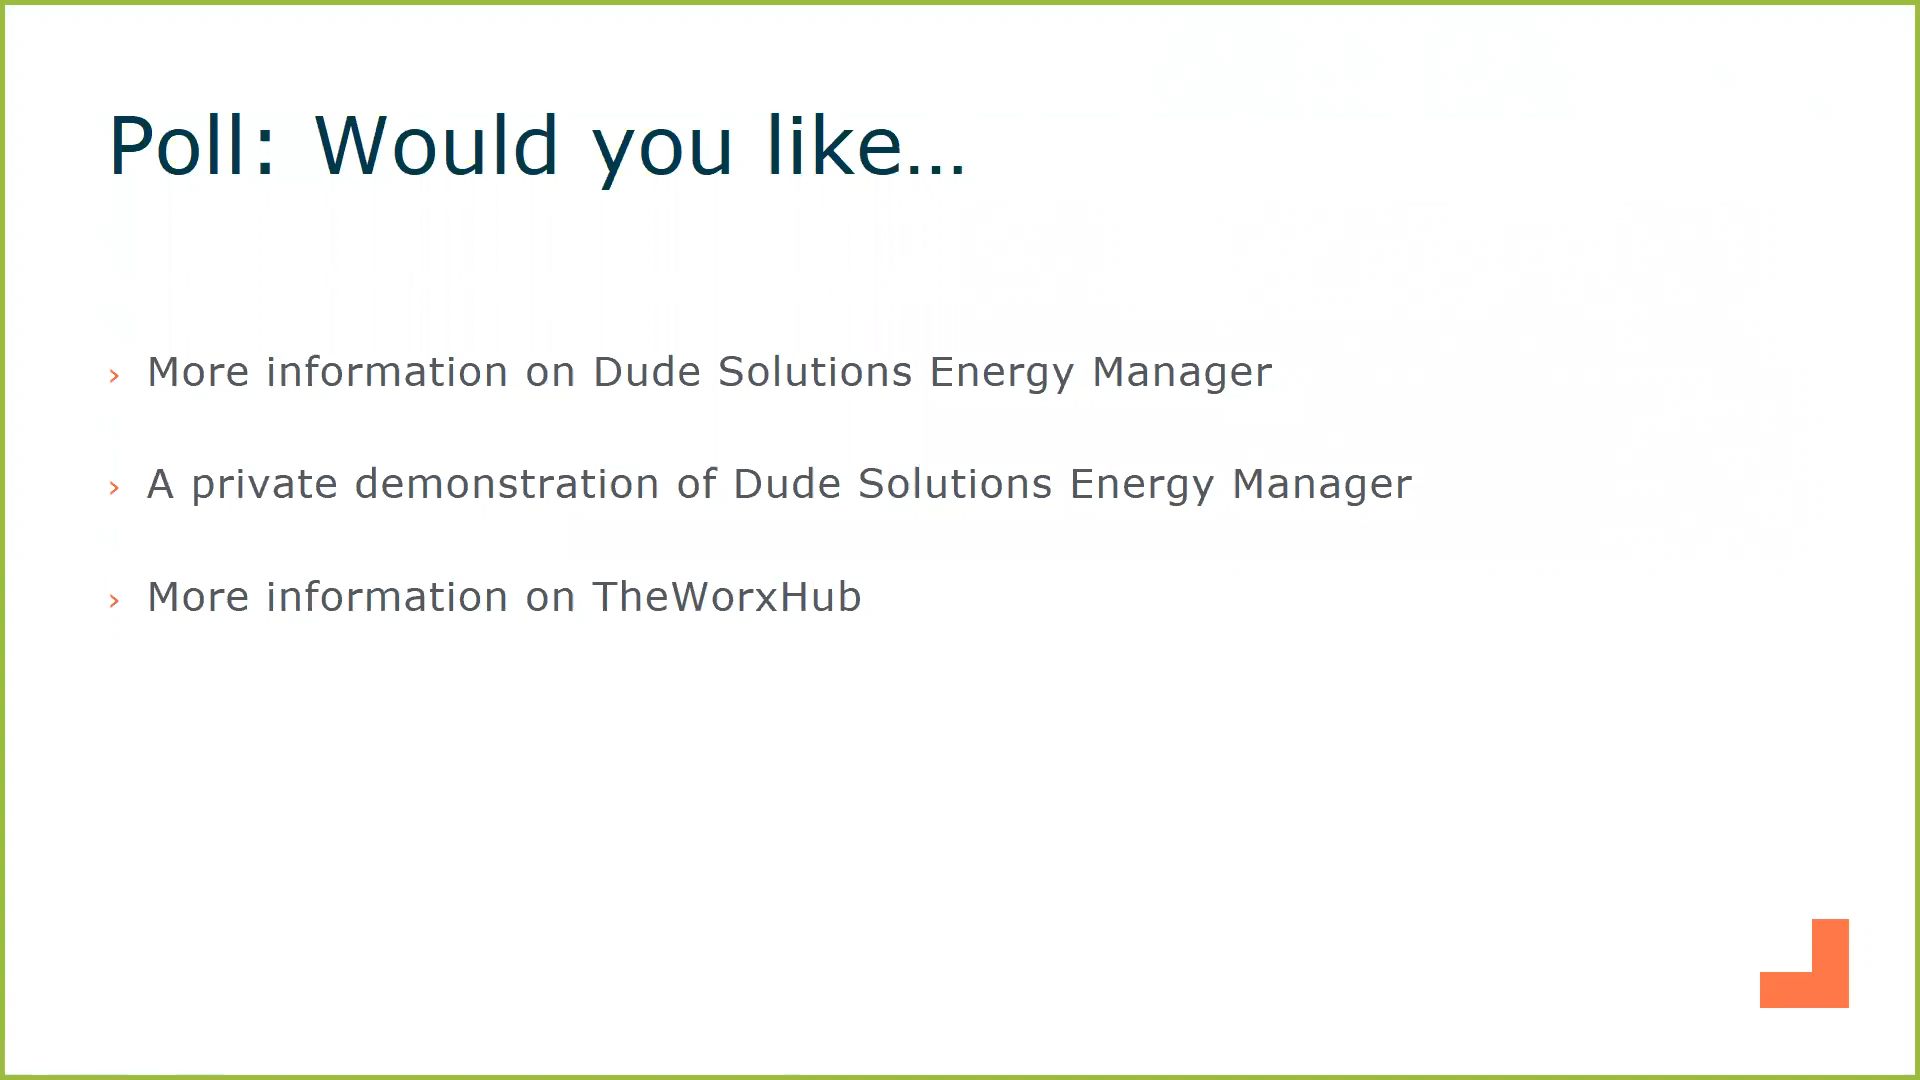 Poll: Would you like...
› More information on Dude Solutions Energy Manager
› A private demonstration of Dude Solutions Energy Manager
› More information on TheWorxHub